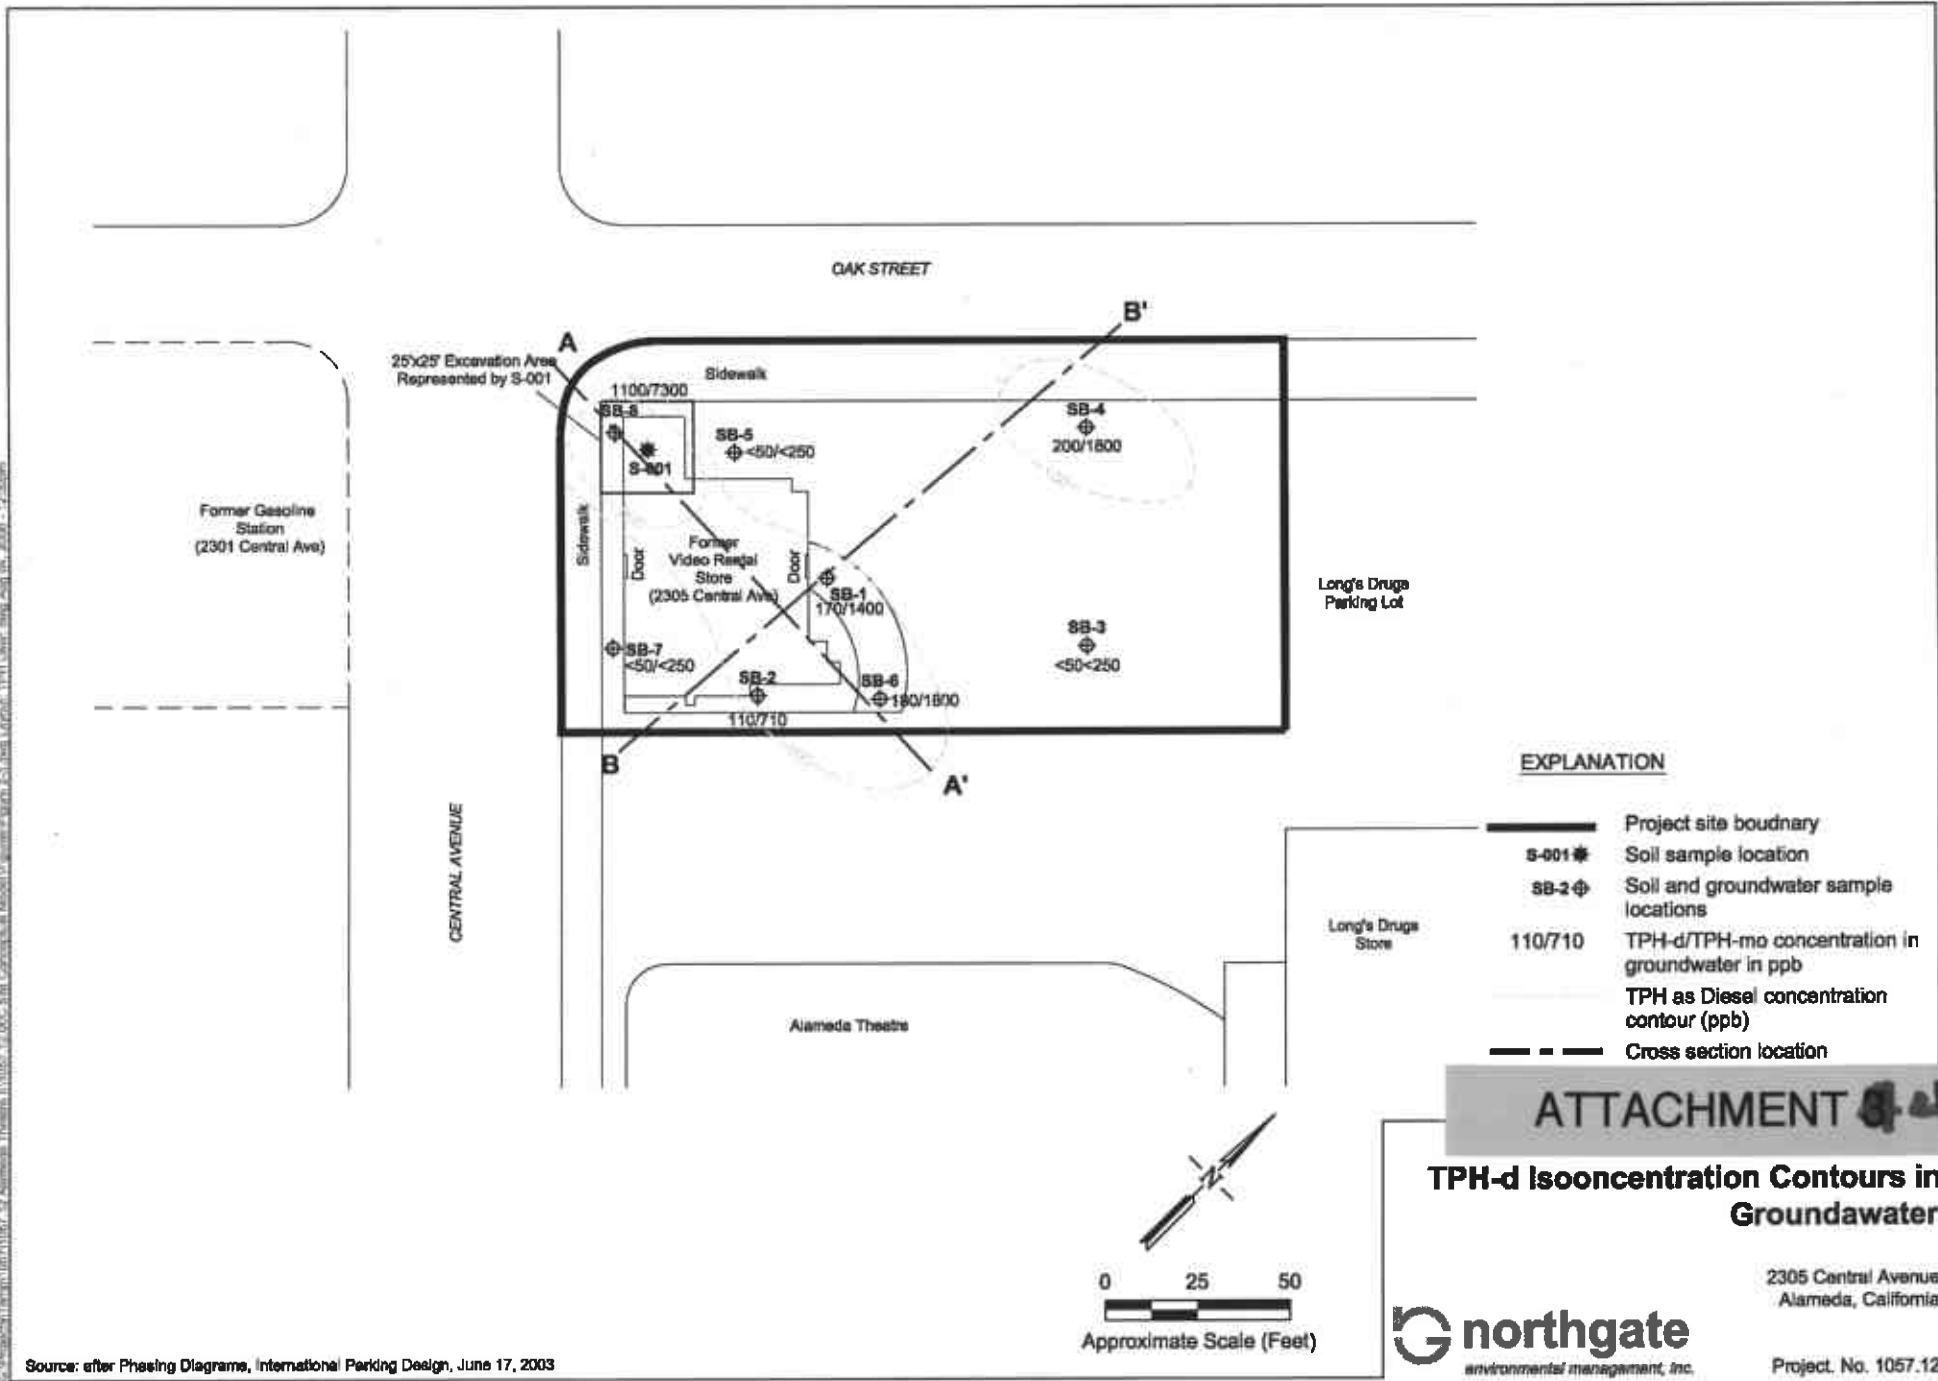 OAK STREET
B'
A
25'x25' Excavation Area
Represented by S-001
Sidewalk
1100/7300
SB-8
SB-5
<50/<250
S-001
SB-4
200/1800
Former Gasoline
Station
(2301 Central Ave)
Sidewalk
Door
Former
Video Rental
Store
(2305 Central Ave)
Door
SB-1
170/1400
Long's Drugs
Parking Lot
SB-3
<50<250
SB-7
<50/<250
SB-2
110/710
SB-6
180/1800
B
A'
CENTRAL AVENUE
Long's Drugs
Store
Alameda Theatre
EXPLANATION
Project site boudnary
S-001
Soil sample location
SB-2
Soil and groundwater sample
locations
110/710
TPH-d/TPH-mo concentration in
groundwater in ppb
TPH as Diesel concentration
contour (ppb)
Cross section location
ATTACHMENT
TPH-d Isooncentration Contours in
Groundawater
N
0 25 50
Approximate Scale (Feet)
2305 Central Avenue
Alameda, California
northgate
environmental management, inc.
Project. No. 1057.12
Source: after Phasing Diagrams, International Parking Design, June 17, 2003